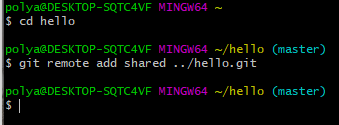 polya@DESKTOP-SQTC4VF MINGW64 ~
$ cd hello
polya@DESKTOP-SQTC4VF MINGW64 ~/hello (master)
$ git remote add shared ../hello.git
polya@DESKTOP-SQTC4VF MINGW64 ~/hello (master)
$